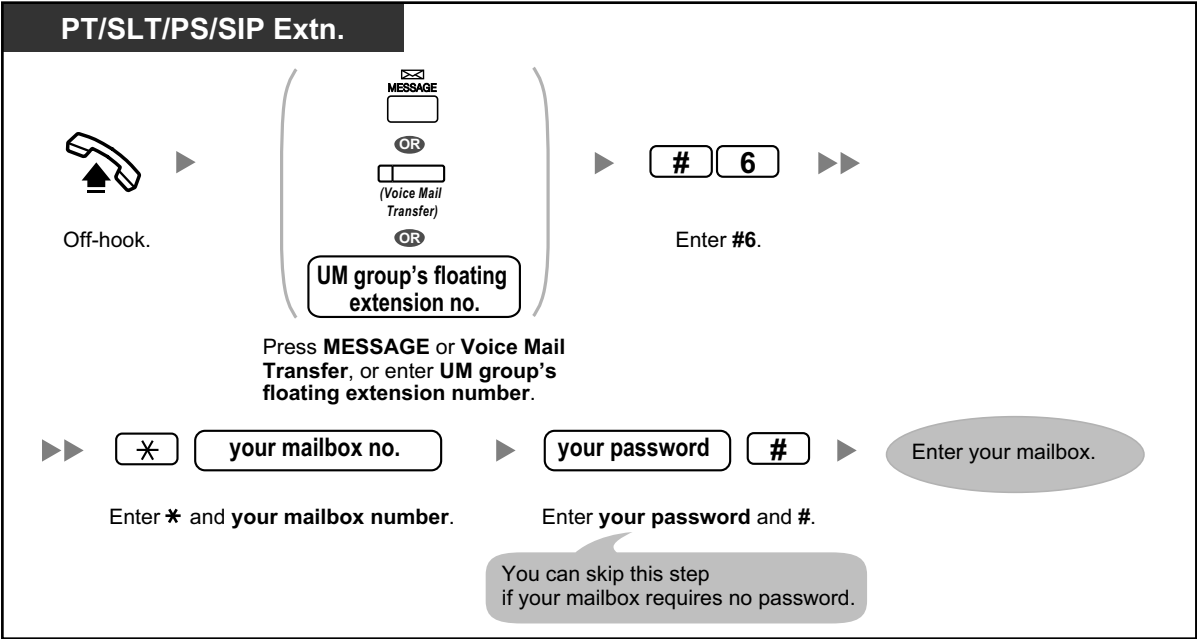 PT/SLT/PS/SIP Extn.
MESSAGE
OR
(Voice Mail
Transfer)
OR
UM group's floating
extension no.
# 6
Off-hook.
Press MESSAGE or Voice Mail
Transfer, or enter UM group's
floating extension number.
Enter #6.
* your mailbox no.
your password #
Enter your mailbox.
Enter * and your mailbox number.
Enter your password and #.
You can skip this step
if your mailbox requires no password.